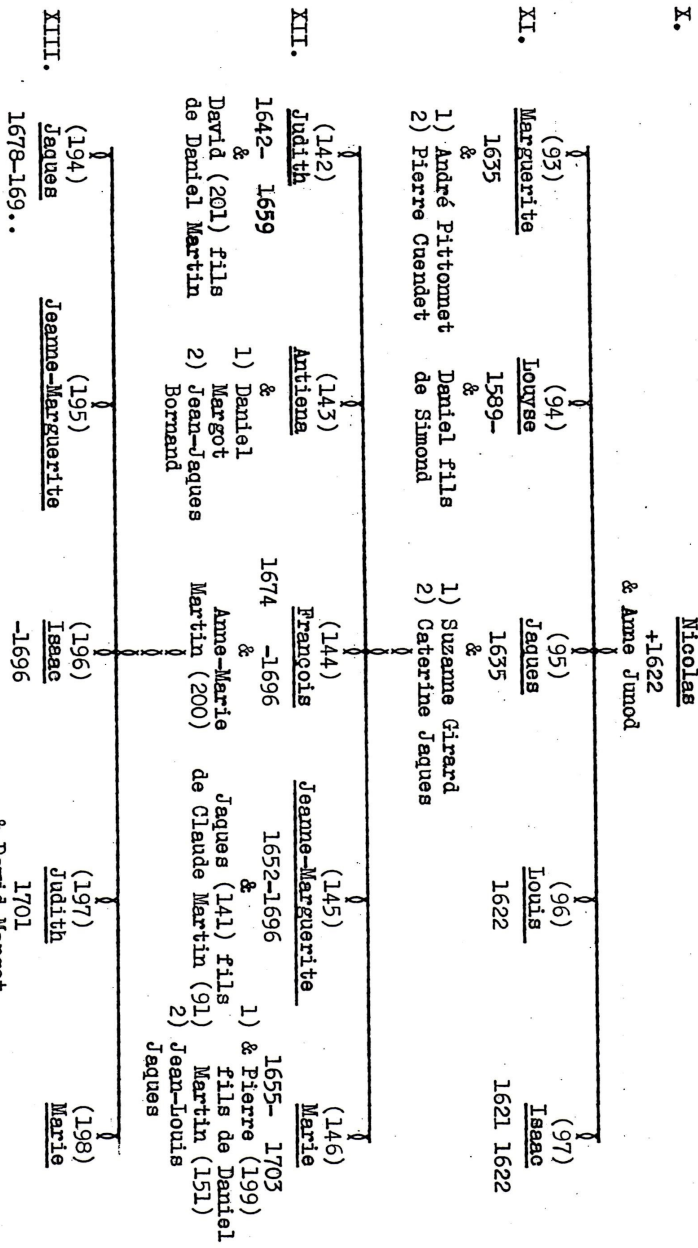 X.
Nicolas
+1622
& Anne Junod
XI.
(93)
Marguerite
1635
&
1) André Pittonnet
2) Pierre Cuendet
(94)
Louyse
1589-
&
Daniel fils
de Simond
(95)
Jaques
1635
&
1) Suzanne Girard
2) Caterine Jaques
(96)
Louis
1622
(97)
Isaac
1621 1622
XII.
(142)
Judith
1642- 1659
&
David (201) fils
de Daniel Martin
(143)
Antiena
&
1) Daniel
Margot
2) Jean-Jaques
Bornand
(144)
François
1674 -1696
&
Anne-Marie
Martin (200)
(145)
Jeanne-Marguerite
1652-1696
&
Jaques (141) fils
de Claude Martin (91)
(146)
Marie
1655- 1703
1) & Pierre (199)
fils de Daniel
Martin (151)
2) Jean-Louis
Jaques
XIII.
(194)
Jaques
1678-169..
(195)
Jeanne-Marguerite
(196)
Isaac
-1696
(197)
Judith
1701
& David Margot
(198)
Marie